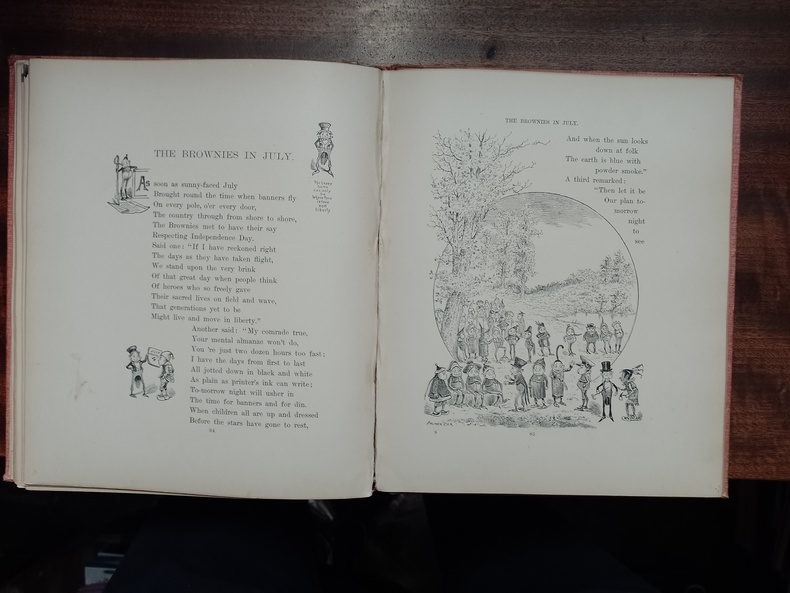 THE BROWNIES IN JULY.
As soon as sunny-faced July
Brought round the time when banners fly
On every pole, o'er every door,
The country through from shore to shore,
The Brownies met to have their say
Respecting Independence Day.
Said one: "If I have reckoned right
The days as they have taken flight,
We stand upon the very brink
Of that great day when people think
Of heroes who so freely gave
Their sacred lives on field and wave,
That generations yet to be
Might live and move in liberty."
Another said: "My comrade true,
Your mental almanac won't do,
You 're just two dozen hours too fast;
I have the days from first to last
All jotted down in black and white
As plain as printer's ink can write;
To-morrow night will usher in
The time for banners and for din.
When children all are up and dressed
Before the stars have gone to rest,
THE BROWNIES IN JULY.
And when the sun looks
down at folk
The earth is blue with
powder smoke."
A third remarked:
"Then let it be
Our plan to-
morrow
night
to
see